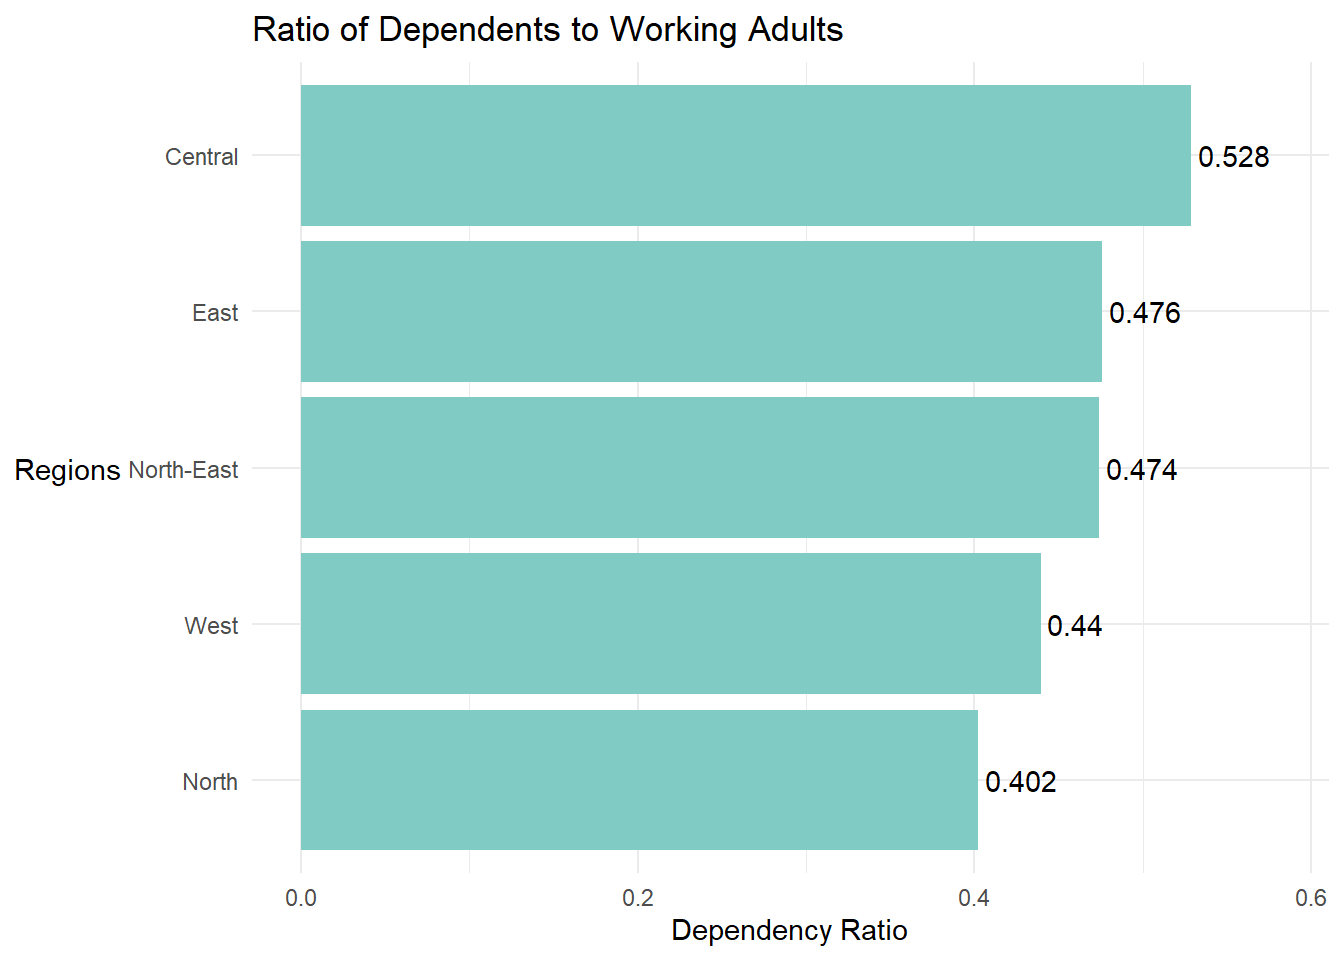 Ratio of Dependents to Working Adults
Central
0.528
East
0.476
Regions
North-East
0.474
West
0.44
North
0.402
0.0 0.2 0.4 0.6
Dependency Ratio